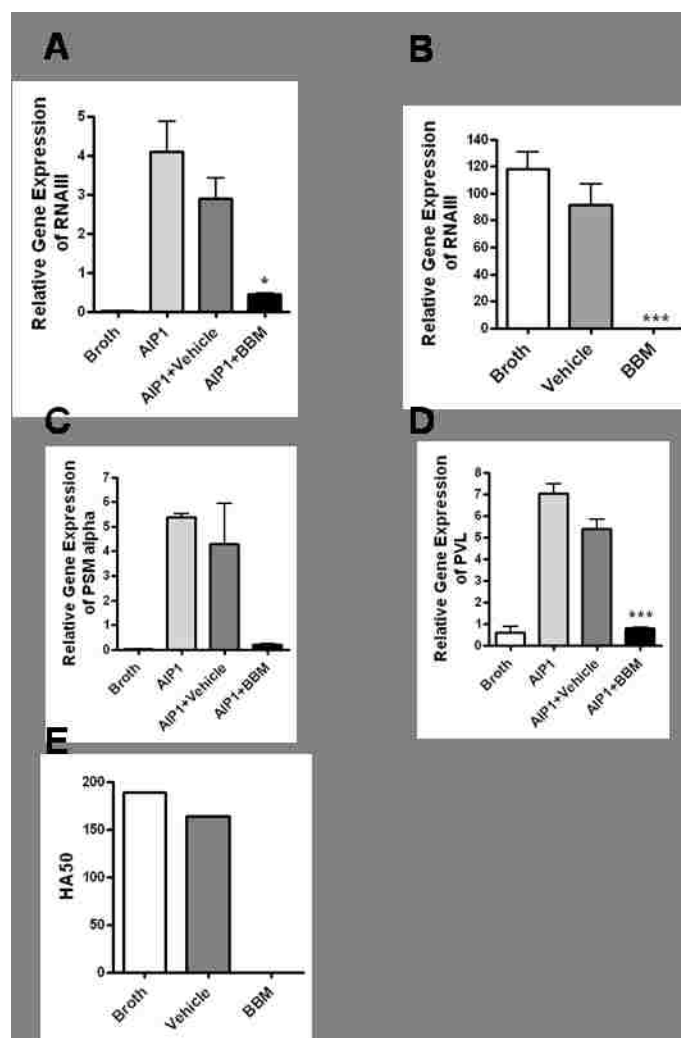 A
Relative Gene Expression
of RNAIII
5
4
3
2
1
0
*
Broth
AIP1
AIP1+Vehicle
AIP1+BBM
B
Relative Gene Expression
of RNAIII
140
120
100
80
60
40
20
0
***
Broth
Vehicle
BBM
C
Relative Gene Expression
of PSM alpha
7
6
5
4
3
2
1
0
Broth
AIP1
AIP1+Vehicle
AIP1+BBM
D
Relative Gene Expression
of PVL
8
7
6
5
4
3
2
1
0
***
Broth
AIP1
AIP1+Vehicle
AIP1+BBM
E
HA50
200
150
100
50
0
Broth
Vehicle
BBM